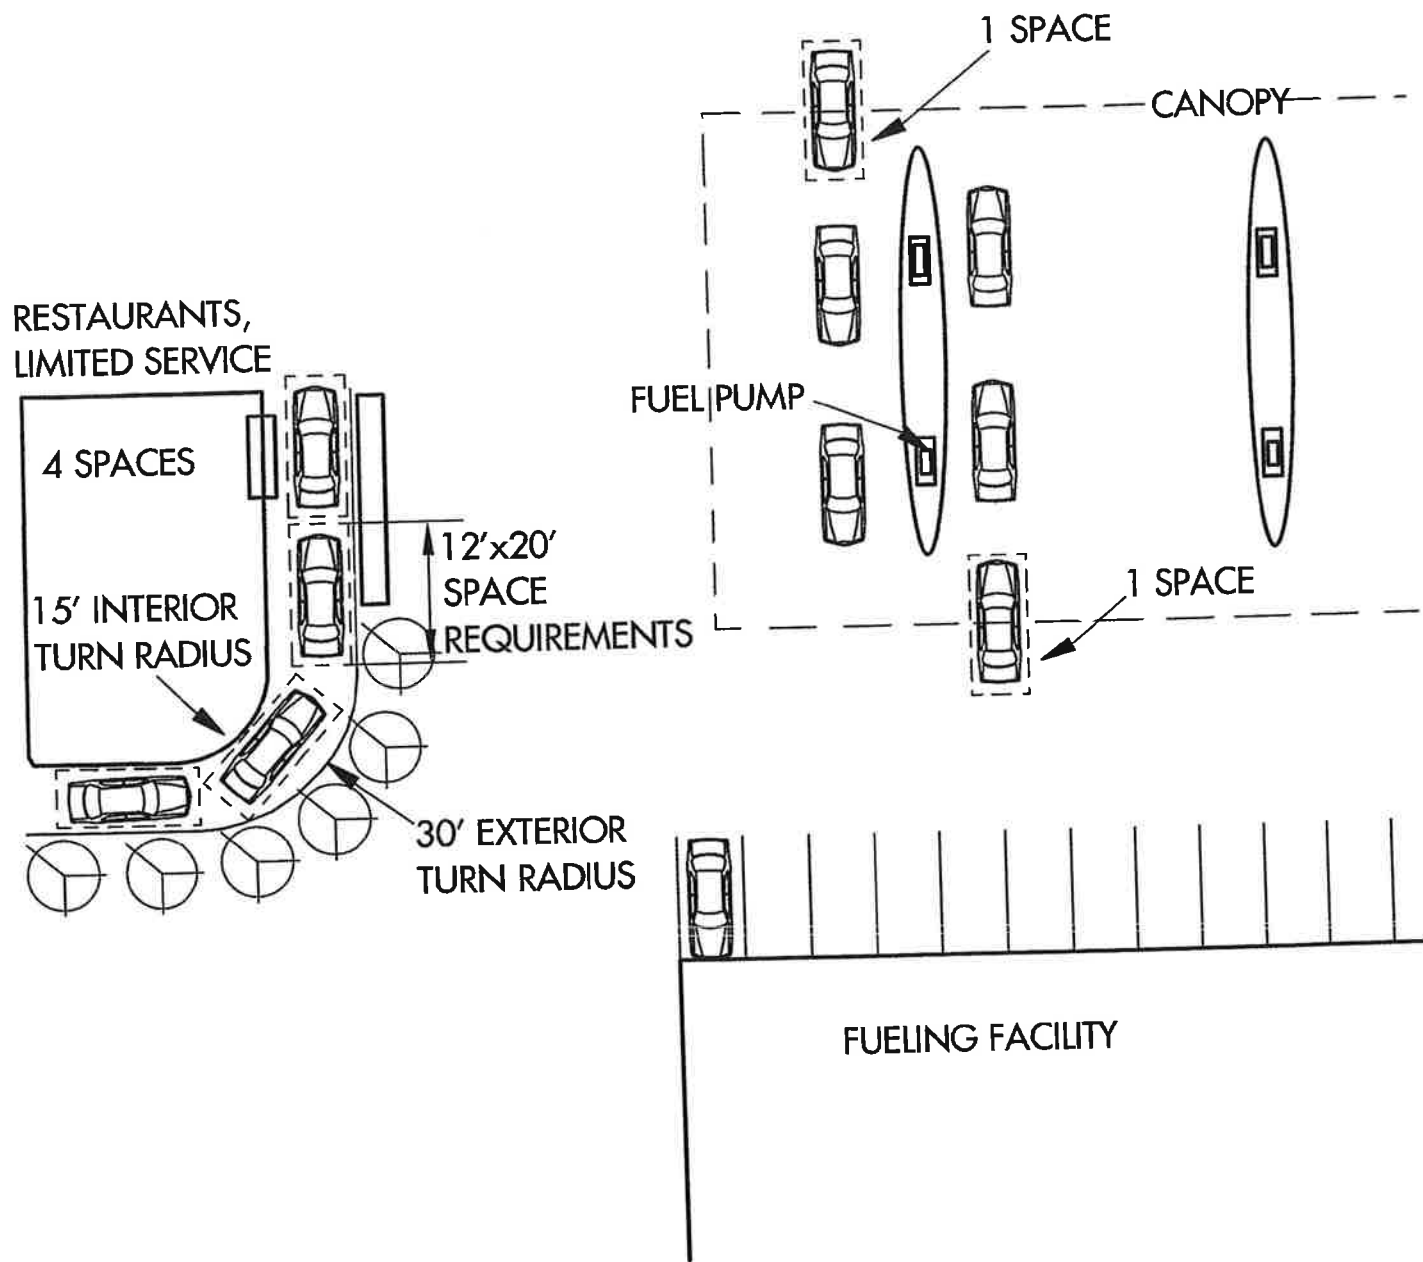 1 SPACE
CANOPY
RESTAURANTS,
LIMITED SERVICE
4 SPACES
FUEL PUMP
12'x20'
SPACE
REQUIREMENTS
15' INTERIOR
TURN RADIUS
1 SPACE
30' EXTERIOR
TURN RADIUS
FUELING FACILITY